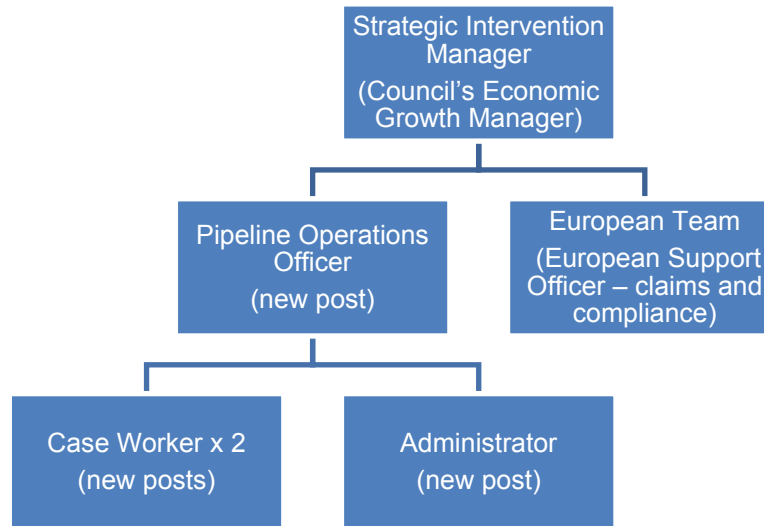 Strategic Intervention
Manager
(Council’s Economic
Growth Manager)
Pipeline Operations
Officer
(new post)
European Team
(European Support
Officer – claims and
compliance)
Case Worker x 2
(new posts)
Administrator
(new post)